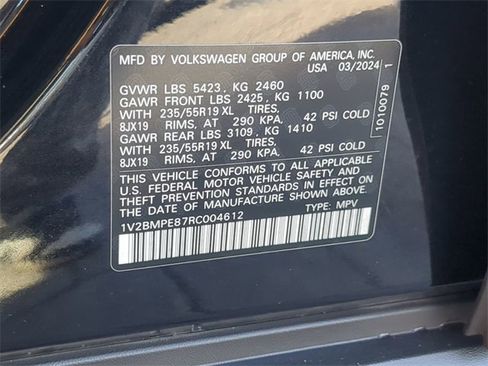 MFD BY VOLKSWAGEN GROUP OF AMERICA, INC.
USA 03/2024
GVWR LBS 5423, KG 2460
GAWR FRONT LBS 2425, KG 1100
WITH 235/55R19 XL TIRES,
8JX19 RIMS, AT 290 KPA, 42 PSI COLD
GAWR REAR LBS 3109, KG 1410
WITH 235/55R19 XL TIRES,
8JX19 RIMS, AT 290 KPA, 42 PSI COLD
THIS VEHICLE CONFORMS TO ALL APPLICABLE
U.S. FEDERAL MOTOR VEHICLE SAFETY AND
THEFT PREVENTION STANDARDS IN EFFECT ON
THE DATE OF MANUFACTURE SHOWN ABOVE.
1V2BMPE87RC004612 TYPE: MPV
1010079 1